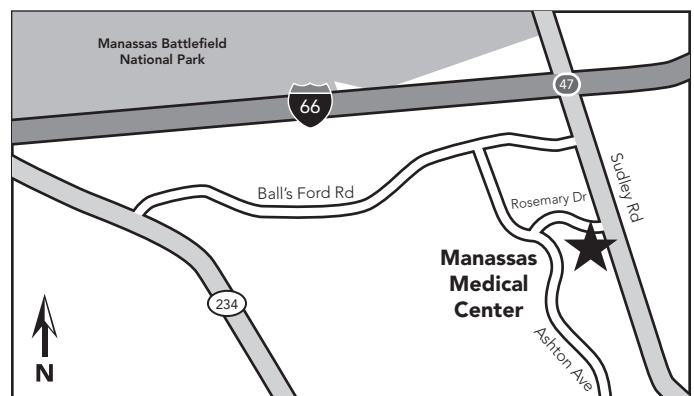 Manassas Battlefield
National Park
47
66
Sudley Rd
Ball's Ford Rd
Rosemary Dr
Manassas
Medical
Center
234
Ashton Ave
N